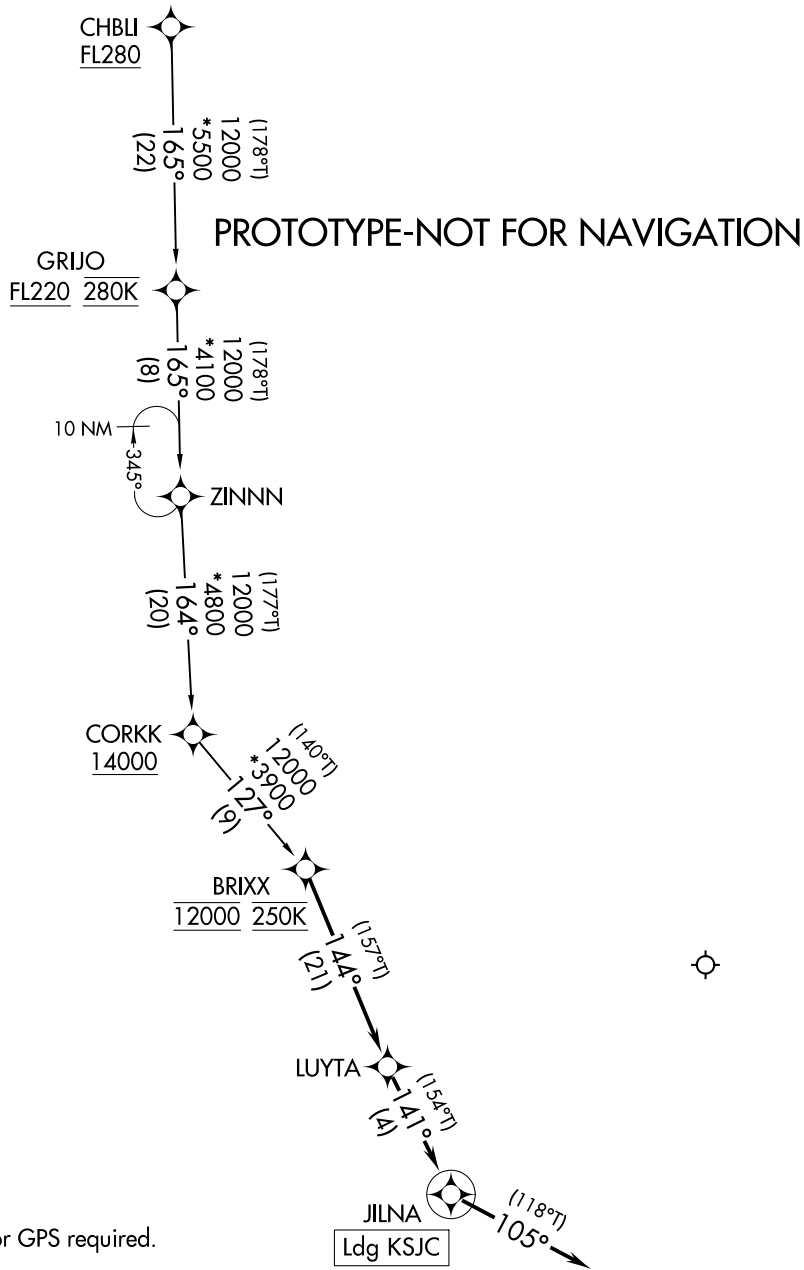 CHBLI
FL280
(178°T)
12000
*5500
165°
(22)
PROTOTYPE-NOT FOR NAVIGATION
GRIJO
FL220 280K
(178°T)
12000
*4100
165°
(8)
10 NM
345°
ZINNN
(177°T)
12000
*4800
164°
(20)
CORKK
14000
(140°T)
12000
*3900
127°
(9)
BRIXX
12000 250K
(157°T)
144°
(21)
LUYTA
(154°T)
141°
(4)
JILNA
Ldg KSJC
(118°T)
105°
or GPS required.